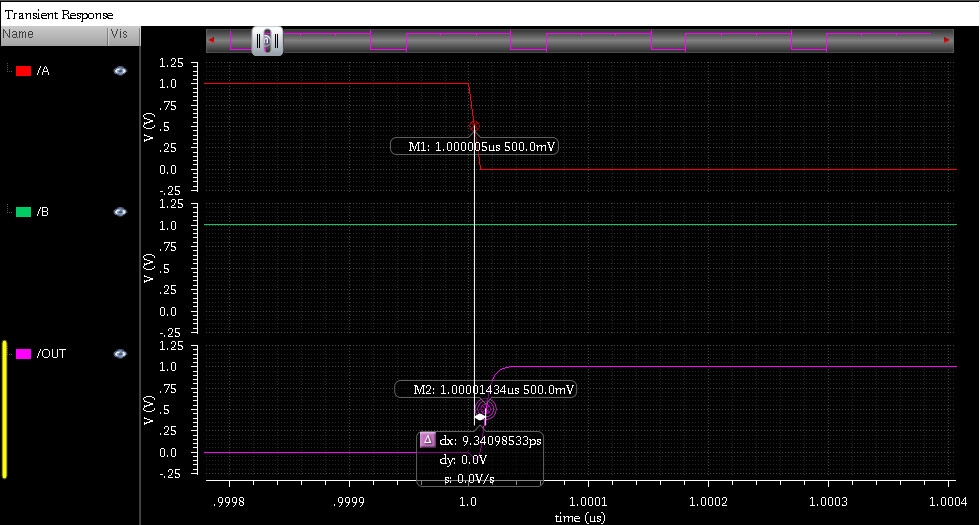 Transient Response
Name Vis
/A
1.25
1.0
.75
.5
.25
0.0
-.25
V (V)
M1: 1.000005us 500.0mV
/B
1.25
1.0
.75
.5
.25
0.0
-.25
V (V)
/OUT
1.25
1.0
.75
.5
.25
0.0
-.25
V (V)
M2: 1.00001434us 500.0mV
Δ dx: 9.34098533ps
dy: 0.0V
s: 0.0V/s
.9998 .9999 1.0 1.0001 1.0002 1.0003 1.0004
time (us)